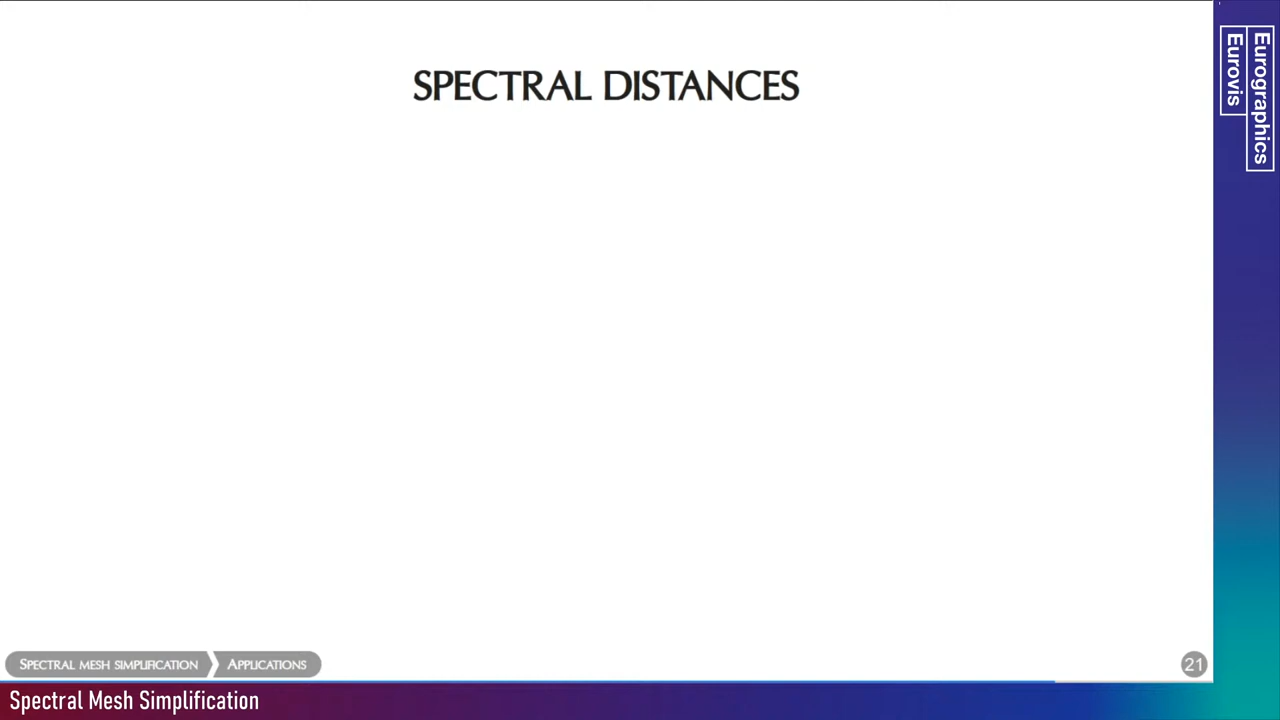 SPECTRAL DISTANCES
Eurographics
Eurovis
SPECTRAL MESH SIMPLIFICATION
APPLICATIONS
21
Spectral Mesh Simplification